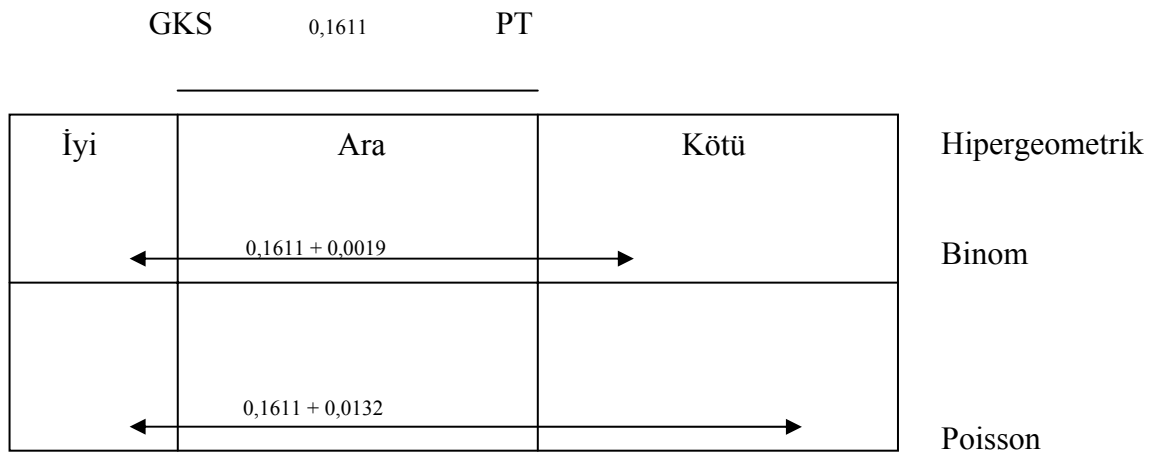 GKS 0,1611 PT
İyi Ara Kötü Hipergeometrik
0,1611 + 0,0019 Binom
0,1611 + 0,0132
Poisson